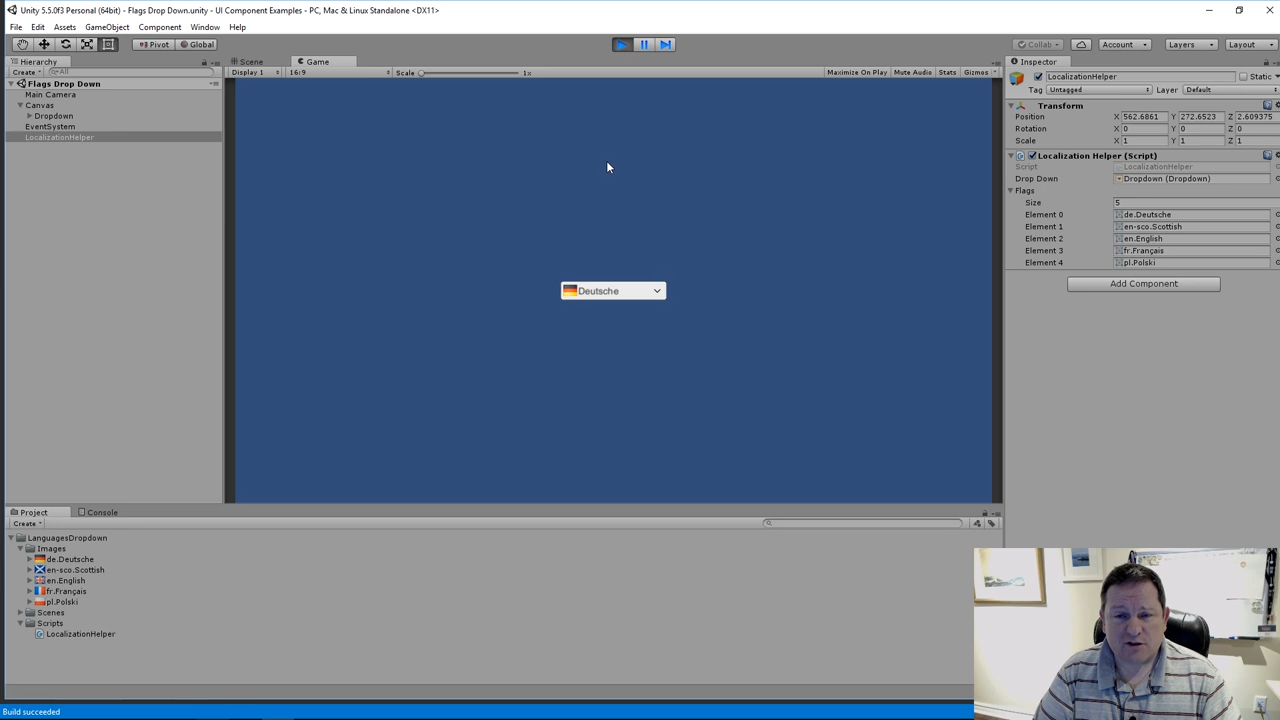 Unity 5.5.0f3 Personal (64bit) - Flags Drop Down.unity - UI Component Examples - PC, Mac & Linux Standalone <DX11>
File Edit Assets GameObject Component Window Help
Pivot Global Collab Account Layers Layout
Hierarchy Scene Game Inspector
Create All Display 1 16:9 Scale 1x Maximize On Play Mute Audio Stats Gizmos LocalizationHelper Static
Flags Drop Down
Tag Untagged Layer Default
Main Camera
Canvas
Dropdown
EventSystem
LocalizationHelper
Transform
Position X 562.6861 Y 272.6523 Z 2.609375
Rotation X 0 Y 0 Z 0
Scale X 1 Y 1 Z 1
Localization Helper (Script)
Script LocalizationHelper
Drop Down Dropdown (Dropdown)
Flags
Size 5
Element 0 de.Deutsche
Element 1 en-sco.Scottish
Element 2 en.English
Element 3 fr.Français
Element 4 pl.Polski
Add Component
Deutsche
Project Console
Create
LanguagesDropdown
Images
de.Deutsche
en-sco.Scottish
en.English
fr.Français
pl.Polski
Scenes
Scripts
LocalizationHelper
Build succeeded